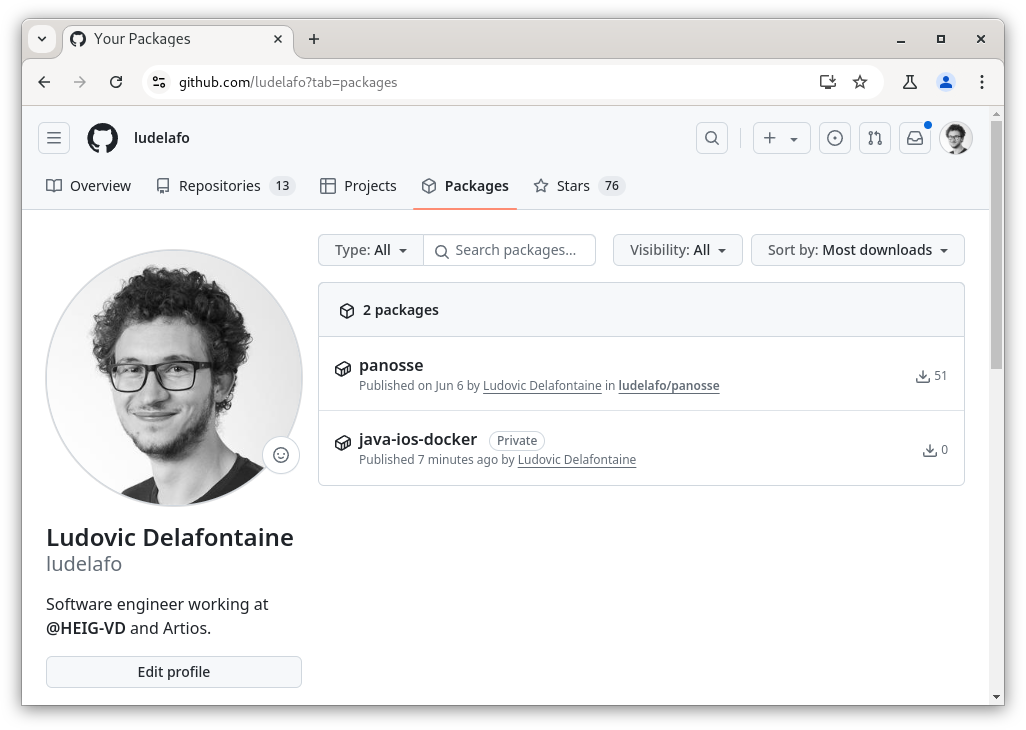 Your Packages
github.com/ludelafo?tab=packages
ludelafo
Overview Repositories 13 Projects Packages Stars 76
Type: All Search packages... Visibility: All Sort by: Most downloads
2 packages
panosse
Published on Jun 6 by Ludovic Delafontaine in ludelafo/panosse 51
java-ios-docker Private
Published 7 minutes ago by Ludovic Delafontaine 0
Ludovic Delafontaine
ludelafo
Software engineer working at
@HEIG-VD and Artios.
Edit profile